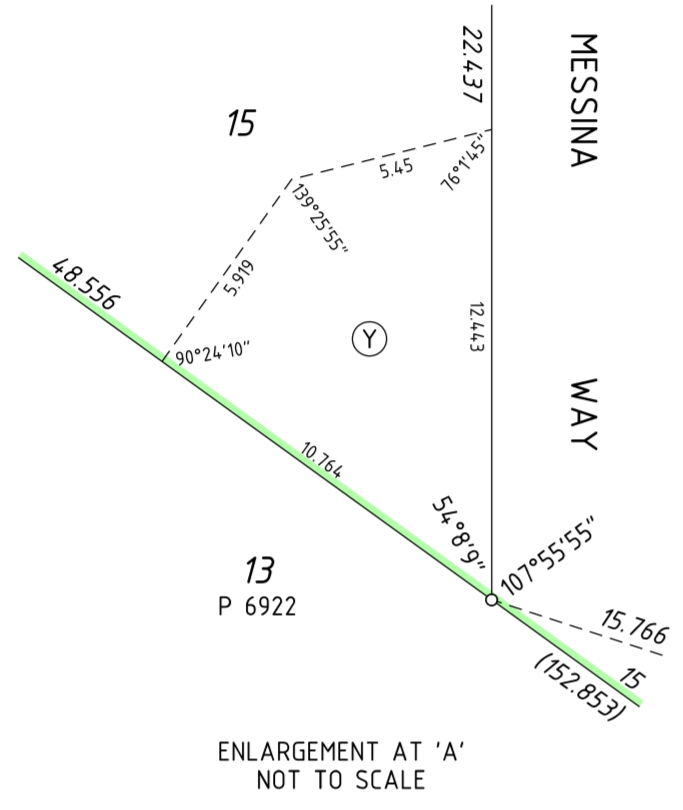 22.437
MESSINA
15
76°1'45"
5.45
139°25'55"
5.919
48.556
12.443
Y
90°24'10"
WAY
10.764
54°8'9"
107°55'55"
13
P 6922
15.766
15
(152.853)
ENLARGEMENT AT 'A'
NOT TO SCALE